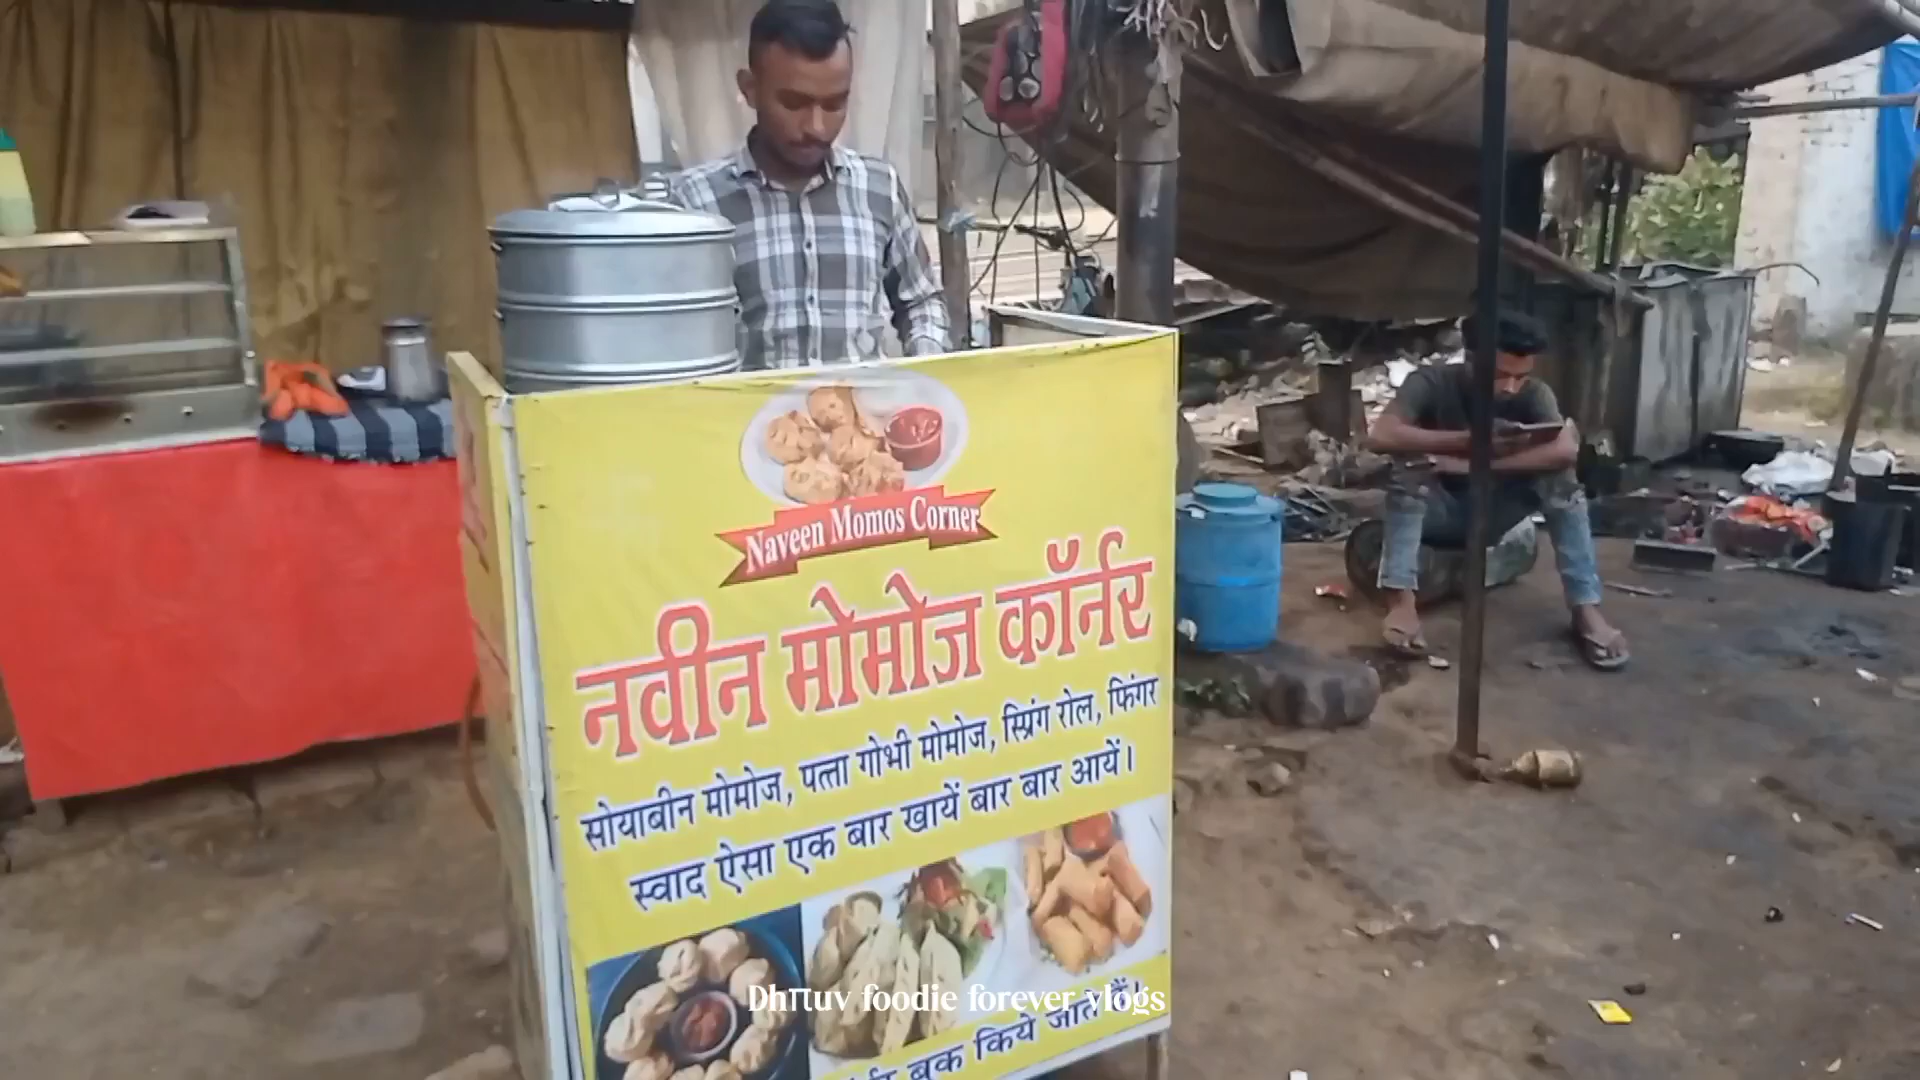 Naveen Momos Corner
नवीन मोमोज कॉर्नर
सोयाबीन मोमोज, पत्ता गोभी मोमोज, स्प्रिंग रोल, फिंगर
स्वाद ऐसा एक बार खायें बार बार आयें।
बुक किये जाते हैं।
Dhruv foodie forever vlogs